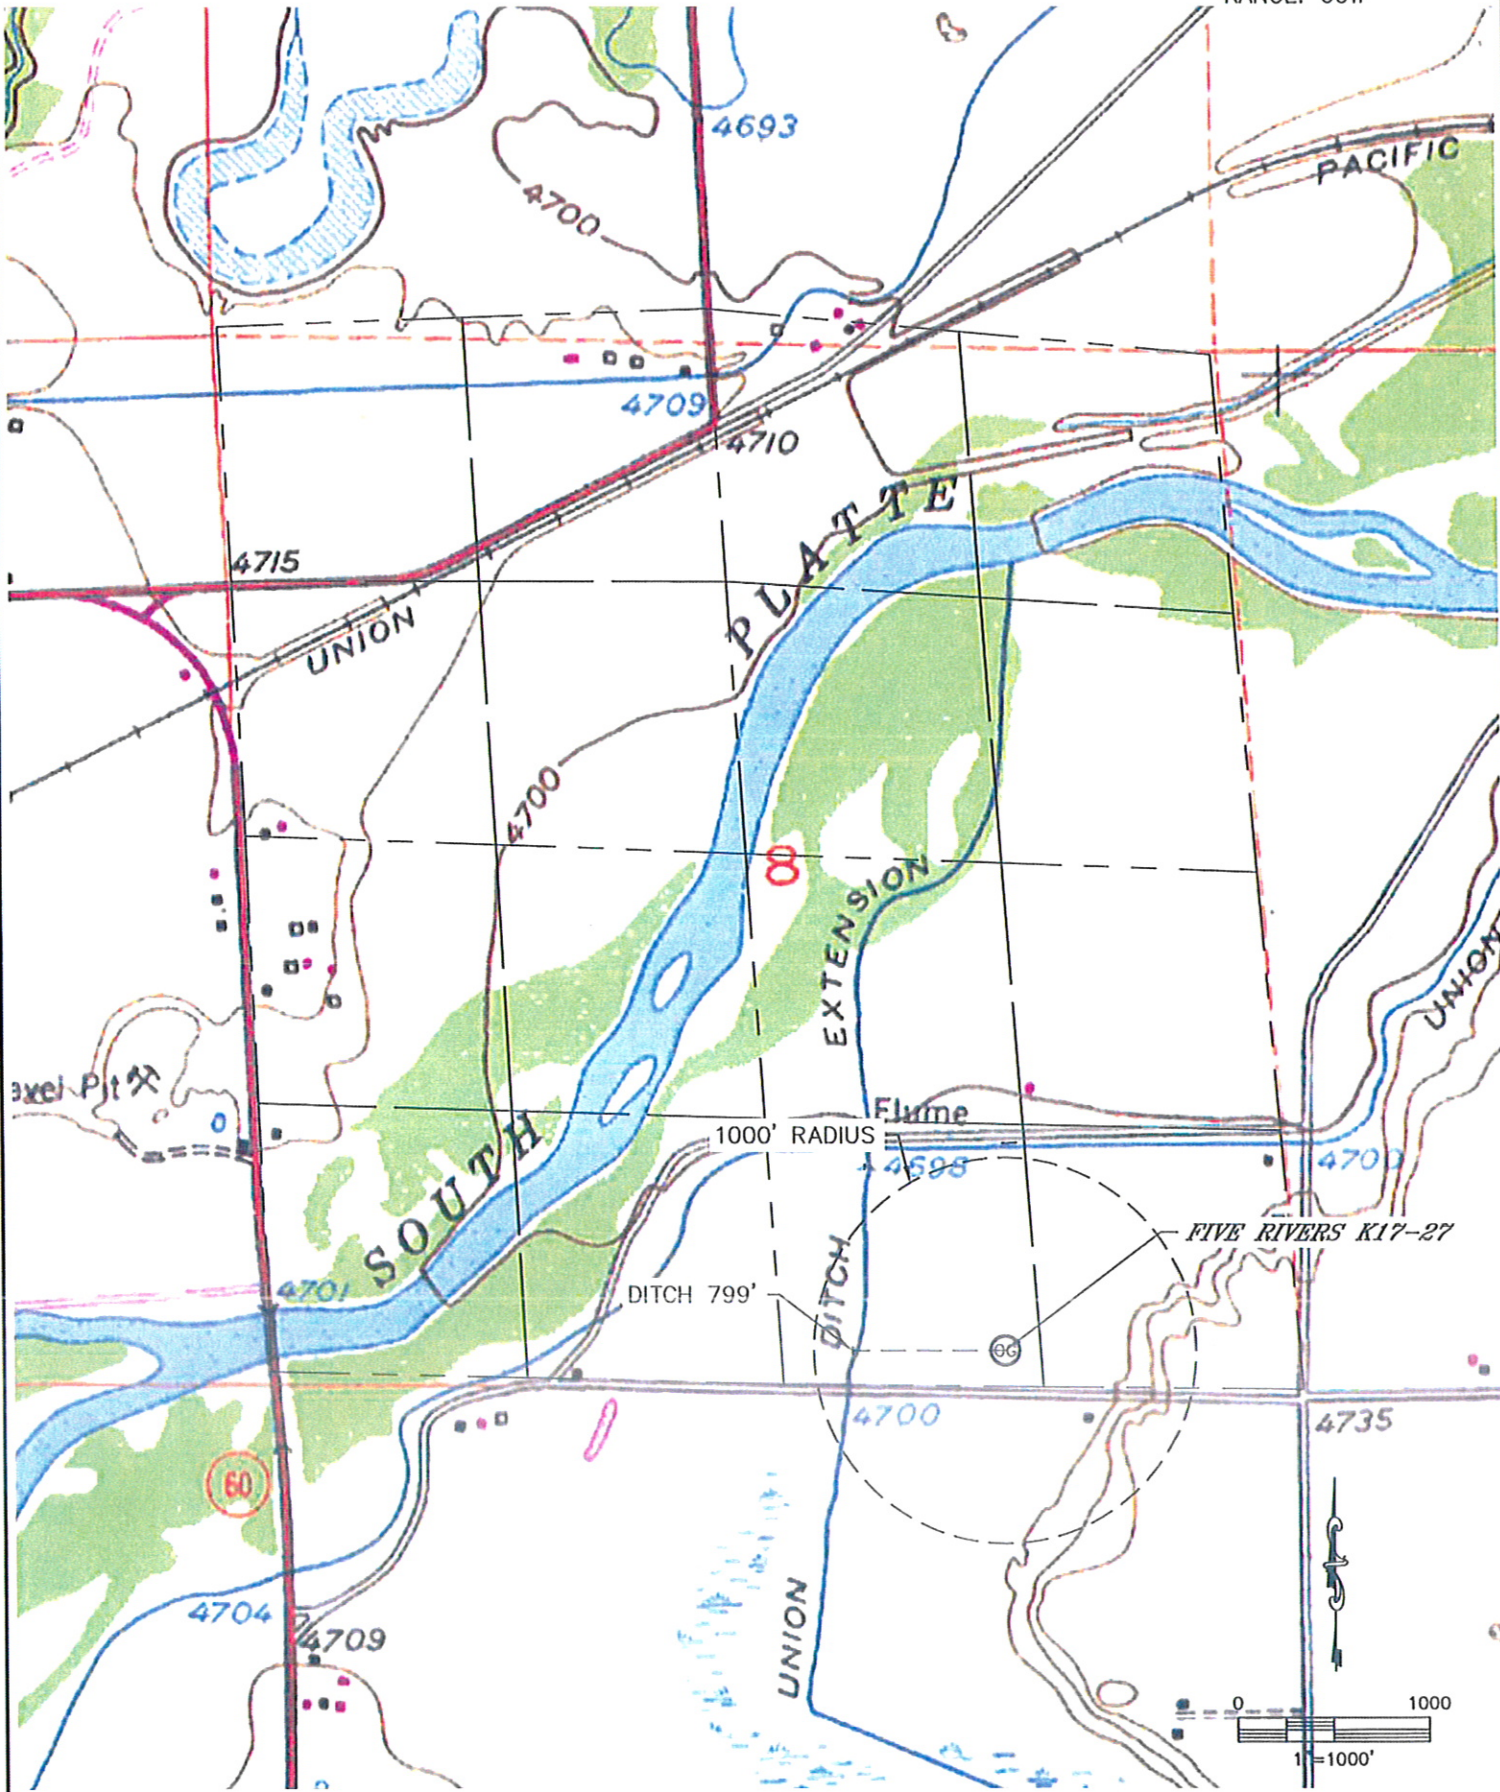 4693
PACIFIC
4700
4709
4710
PLATTE
4715
UNION
4700
8
EXTENSION
UNION
Flume
1000' RADIUS
4698
4700
SOUTH
FIVE RIVERS K17-27
4701
DITCH 799'
DITCH
OG
4700
4735
60
UNION
4704
4709
0 1000
1"=1000'